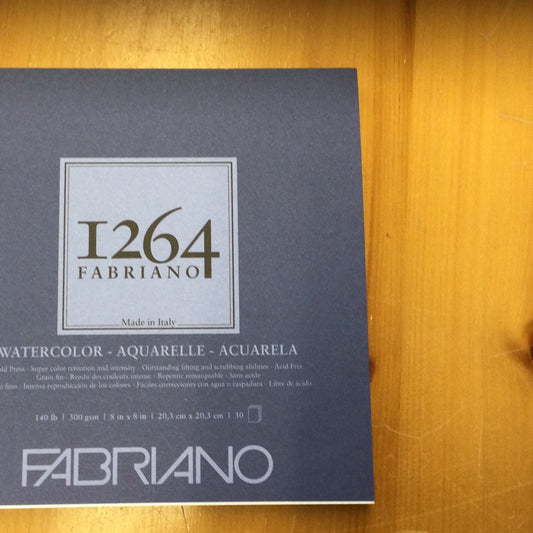 1264
FABRIANO
Made in Italy
WATERCOLOR - AQUARELLE - ACUARELA
Press - Super color retention and intensity - Outstanding lifting and scrubbing abilities - Acid Free
Grain fin - Rendu des couleurs intense - Repentir remarquable - Sans acide
fino - Intensa reproducción de los colores - Fáciles correcciones con agua o raspadura - Libre de ácido
140 lb | 300 gsm | 8 in x 8 in | 20,3 cm x 20,3 cm | 30
FABRIANO